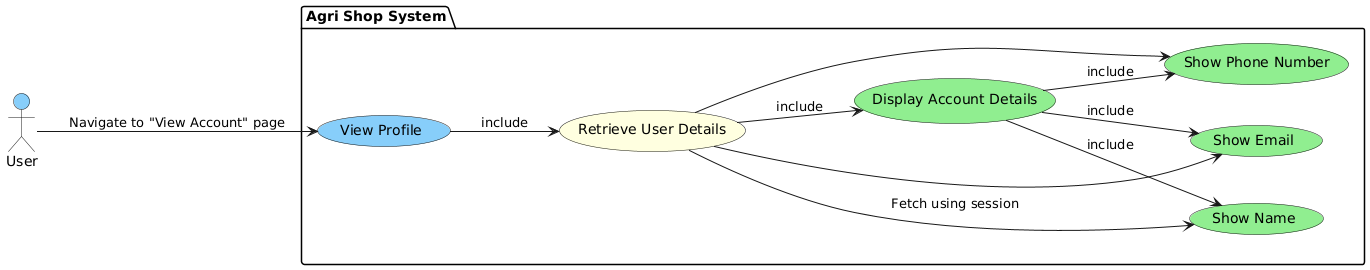 Agri Shop System
Show Phone Number
include
Display Account Details
include
Navigate to "View Account" page
include
include
View Profile
Retrieve User Details
Show Email
include
User
Fetch using session
Show Name